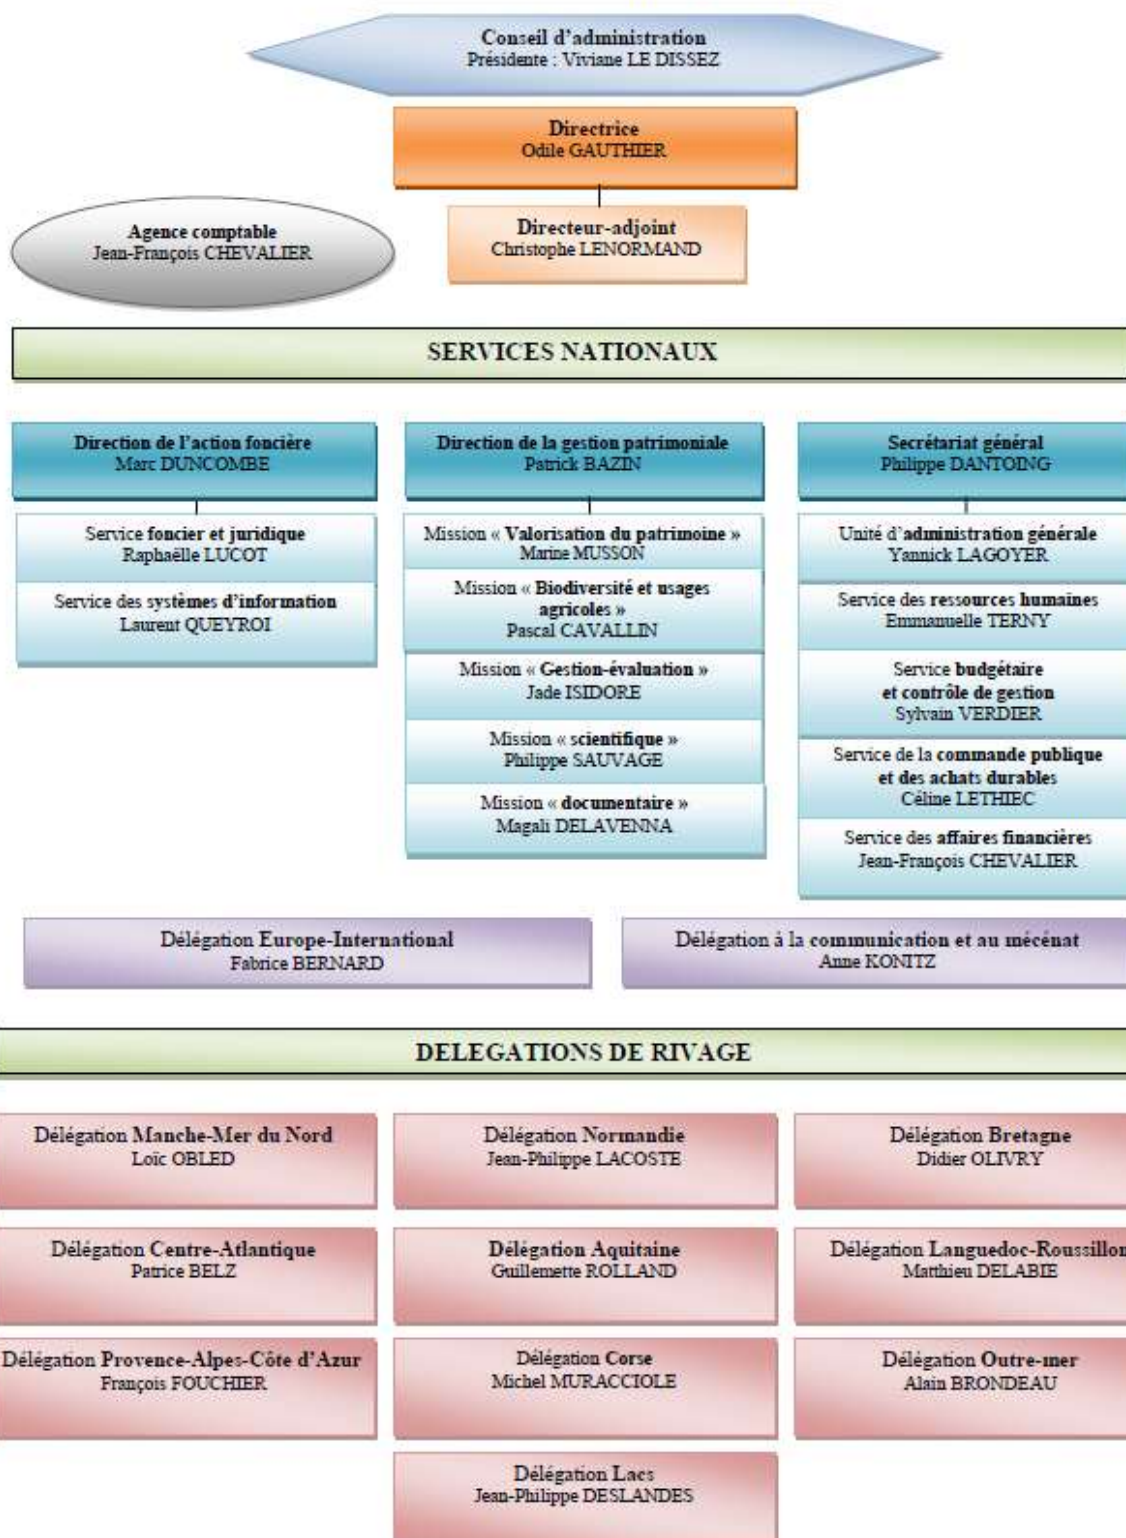 Conseil d'administration
Présidente : Viviane LE DISSEZ
Directrice
Odile GAUTHIER
Agence comptable
Jean-François CHEVALIER
Directeur-adjoint
Christophe LENORMAND
SERVICES NATIONAUX
Direction de l'action foncière
Marc DUNCOMBE
Service foncier et juridique
Raphaëlle LUCOT
Service des systèmes d'information
Laurent QUEYROI
Direction de la gestion patrimoniale
Patrick BAZIN
Mission « Valorisation du patrimoine »
Marine MUSSON
Mission « Biodiversité et usages
agricoles »
Pascal CAVALLIN
Mission « Gestion-évaluation »
Jade ISIDORE
Mission « scientifique »
Philippe SAUVAGE
Mission « documentaire »
Magali DELAVENNA
Secrétariat général
Philippe DANTOING
Unité d'administration générale
Yannick LAGOYER
Service des ressources humaines
Emmanuelle TERNY
Service budgétaire
et contrôle de gestion
Sylvain VERDIER
Service de la commande publique
et des achats durables
Céline LETHIEC
Service des affaires financières
Jean-François CHEVALIER
Délégation Europe-International
Fabrice BERNARD
Délégation à la communication et au mécénat
Anne KONITZ
DELEGATIONS DE RIVAGE
Délégation Manche-Mer du Nord
Loïc OBLED
Délégation Normandie
Jean-Philippe LACOSTE
Délégation Bretagne
Didier OLIVRY
Délégation Centre-Atlantique
Patrice BELZ
Délégation Aquitaine
Guillemette ROLLAND
Délégation Languedoc-Roussillon
Matthieu DELABIE
Délégation Provence-Alpes-Côte d'Azur
François FOUCHIER
Délégation Corse
Michel MURACCIOLE
Délégation Outre-mer
Alain BRONDEAU
Délégation Lacs
Jean-Philippe DESLANDES